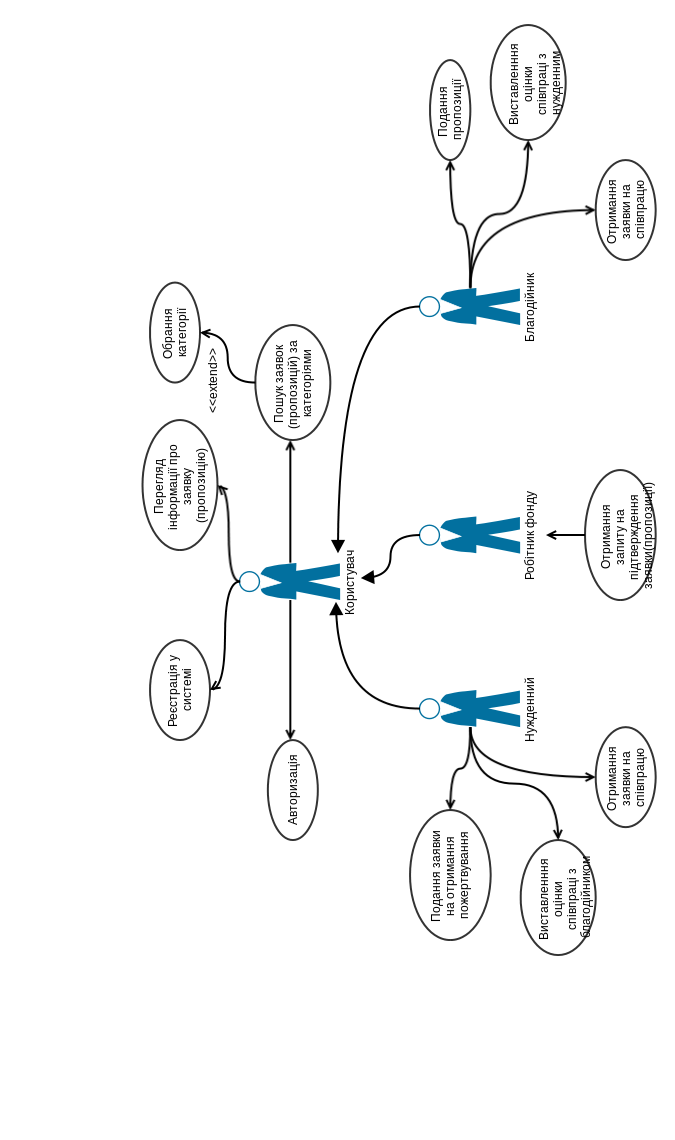 Реєстрація у
системі
Перегляд
інформації про
заявку
(пропозицію)
Обрання
категорії
<<extend>>
Авторизація
Пошук заявок
(пропозицій) за
категоріями
Користувач
Подання заявки
на отримання
пожертвування
Подання
пропозиції
Виставленння
оцінки
співпраці з
нужденним
Нужденний
Робітник фонду
Благодійник
Виставленння
оцінки
співпраці з
благодійником
Отримання
заявки на
співпрацю
Отримання
запиту на
підтвердження
заявки(пропозиції)
Отримання
заявки на
співпрацю